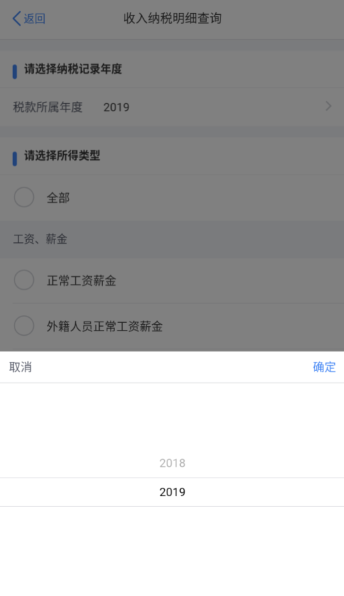 返回
收入纳税明细查询
请选择纳税记录年度
税款所属年度 2019
请选择所得类型
全部
工资、薪金
正常工资薪金
外籍人员正常工资薪金
取消 确定
2018
2019